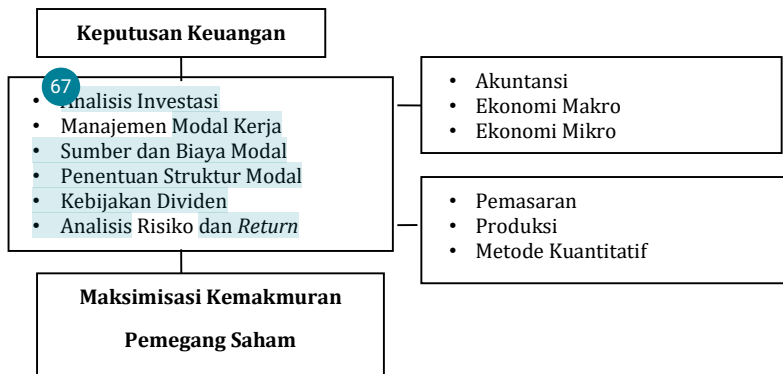 Keputusan Keuangan
67
• Analisis Investasi
• Manajemen Modal Kerja
• Sumber dan Biaya Modal
• Penentuan Struktur Modal
• Kebijakan Dividen
• Analisis Risiko dan Return
• Akuntansi
• Ekonomi Makro
• Ekonomi Mikro
• Pemasaran
• Produksi
• Metode Kuantitatif
Maksimisasi Kemakmuran
Pemegang Saham